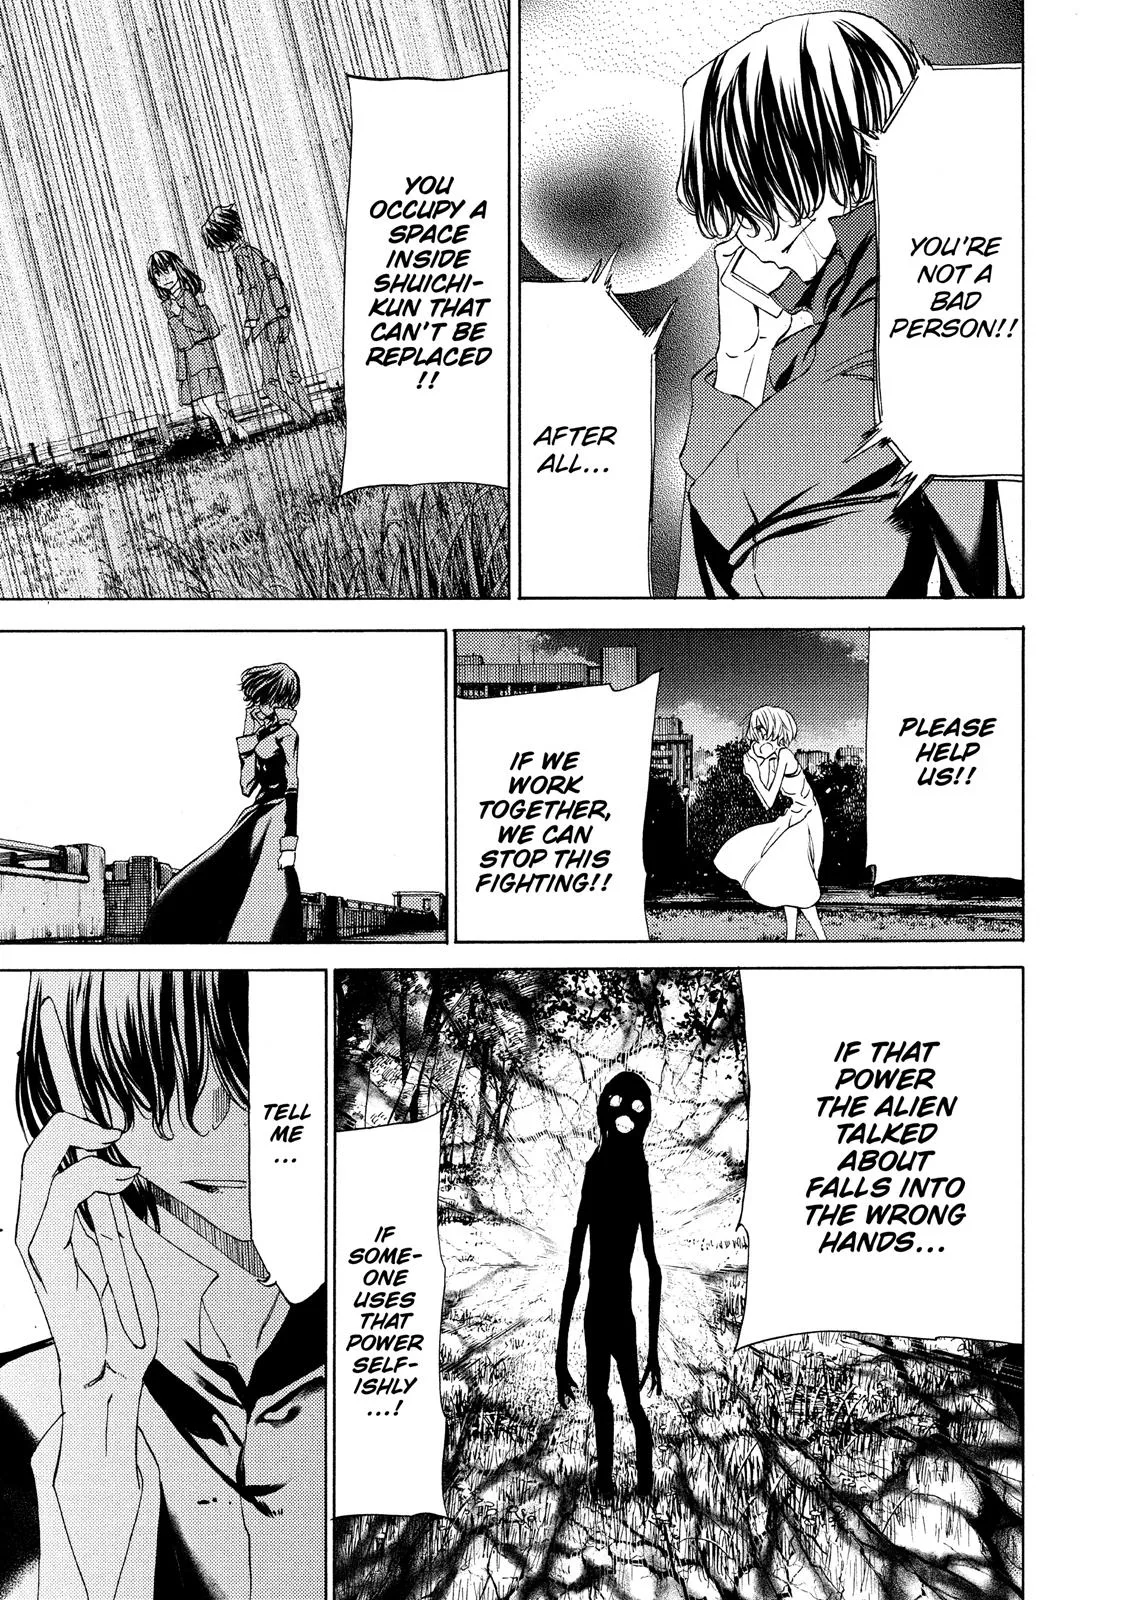 YOU'RE
NOT A
BAD
PERSON!!
AFTER
ALL...
YOU
OCCUPY A
SPACE
INSIDE
SHUICHI-
KUN THAT
CAN'T BE
REPLACED
!!
PLEASE
HELP
US!!
IF WE
WORK
TOGETHER,
WE CAN
STOP THIS
FIGHTING!!
IF THAT
POWER
THE ALIEN
TALKED
ABOUT
FALLS INTO
THE WRONG
HANDS...
IF
SOME-
ONE
USES
THAT
POWER
SELF-
ISHLY
...!
TELL
ME
...